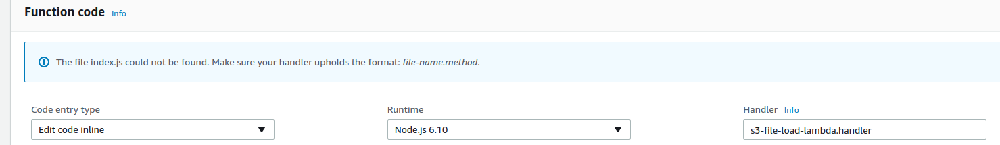 Function code Info
The file index.js could not be found. Make sure your handler upholds the format: file-name.method.
Code entry type Runtime Handler Info
Edit code inline Node.js 6.10 s3-file-load-lambda.handler